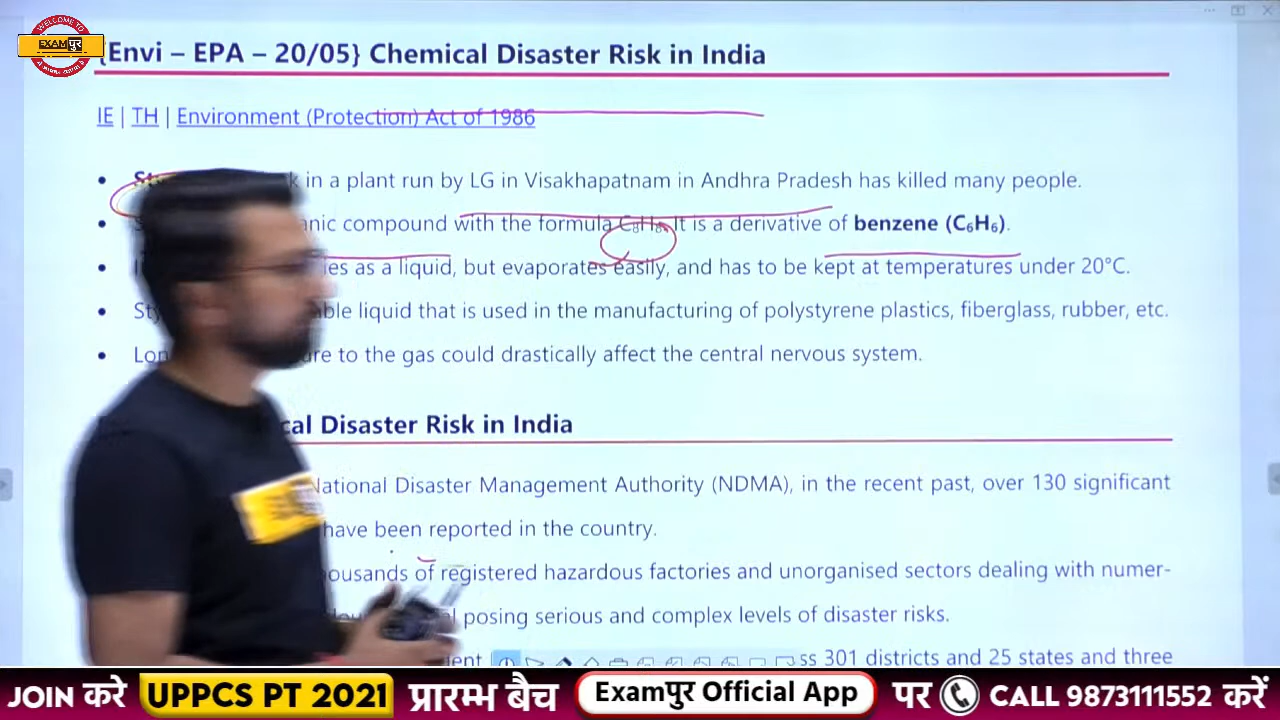 WELCOME TO
EXAMपुर
{Envi – EPA – 20/05} Chemical Disaster Risk in India
IE | TH | Environment (Protection) Act of 1986
in a plant run by LG in Visakhapatnam in Andhra Pradesh has killed many people.
compound with the formula C₈H₈. It is a derivative of benzene (C₆H₆).
as a liquid, but evaporates easily, and has to be kept at temperatures under 20°C.
liquid that is used in the manufacturing of polystyrene plastics, fiberglass, rubber, etc.
to the gas could drastically affect the central nervous system.
Disaster Risk in India
National Disaster Management Authority (NDMA), in the recent past, over 130 significant
have been reported in the country.
of registered hazardous factories and unorganised sectors dealing with numer-
posing serious and complex levels of disaster risks.
301 districts and 25 states and three
JOIN करे UPPCS PT 2021 प्रारम्भ बैच Examपुर Official App पर CALL 9873111552 करें